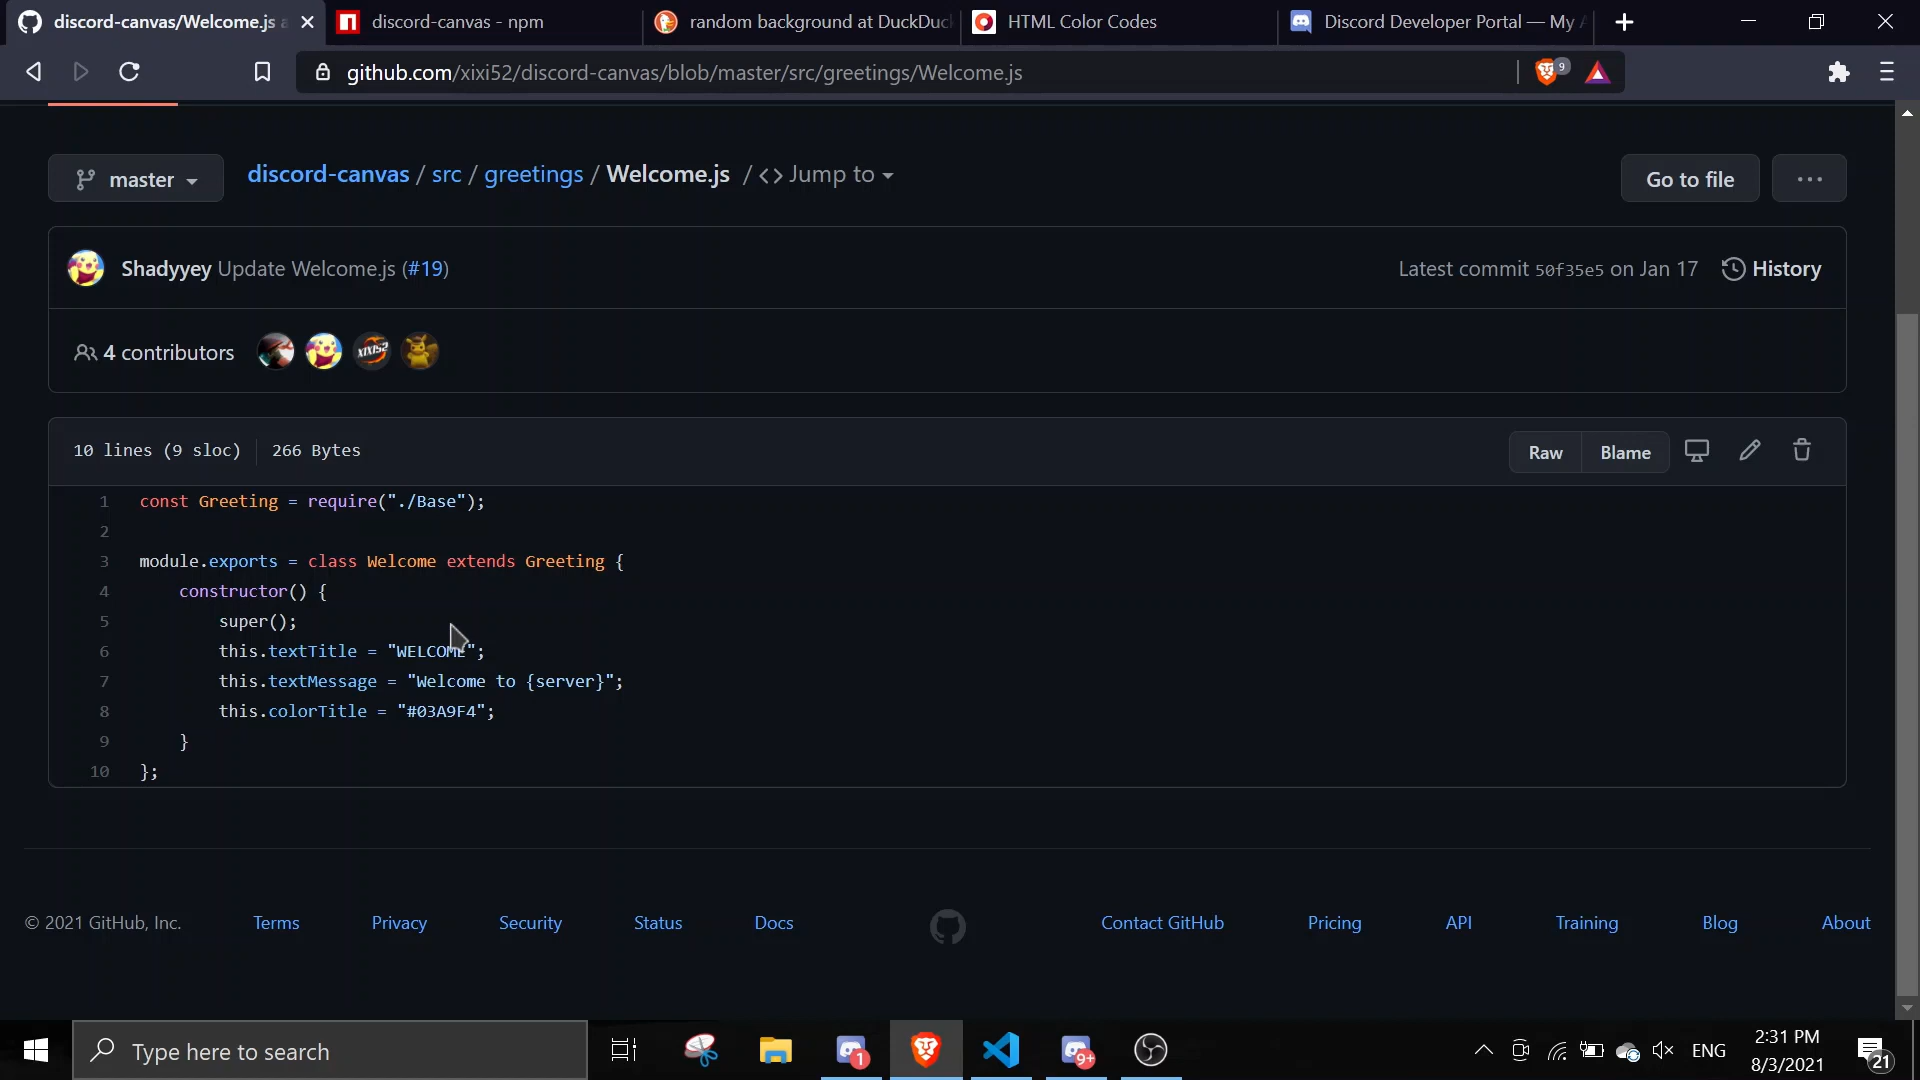 discord-canvas/Welcome.js a
discord-canvas - npm
random background at DuckDuc
HTML Color Codes
Discord Developer Portal — My A
github.com/xixi52/discord-canvas/blob/master/src/greetings/Welcome.js
9
master
discord-canvas / src / greetings / Welcome.js / <> Jump to
Go to file
...
Shadyyey Update Welcome.js (#19)
Latest commit 50f35e5 on Jan 17
History
4 contributors
XIXI52
10 lines (9 sloc)
266 Bytes
Raw
Blame
1 const Greeting = require("./Base");
2
3 module.exports = class Welcome extends Greeting {
4 constructor() {
5 super();
6 this.textTitle = "WELCOME";
7 this.textMessage = "Welcome to {server}";
8 this.colorTitle = "#03A9F4";
9 }
10 };
© 2021 GitHub, Inc.
Terms
Privacy
Security
Status
Docs
Contact GitHub
Pricing
API
Training
Blog
About
Type here to search
1
9+
ENG
2:31 PM
8/3/2021
21